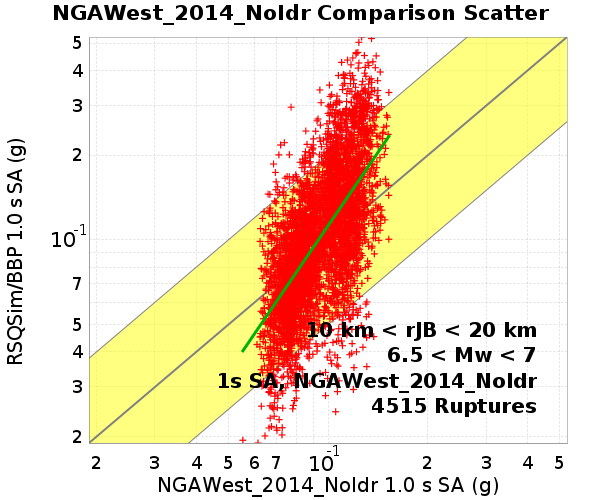 NGAWest_2014_NoIdr Comparison Scatter
RSQSim/BBP 1.0 s SA (g)
5
4
3
2
10^-1
7
6
5
4
3
2
10 km < rJB < 20 km
6.5 < Mw < 7
1s SA, NGAWest_2014_NoIdr
4515 Ruptures
2 3 4 5 6 7 10^-1 2 3 4 5
NGAWest_2014_NoIdr 1.0 s SA (g)